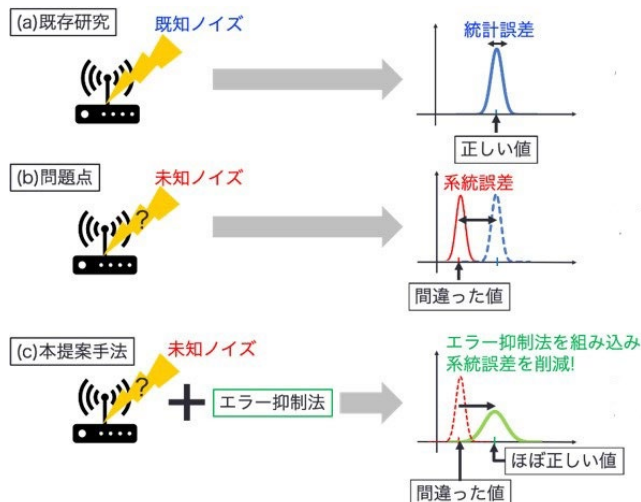 (a)既存研究
既知ノイズ
統計誤差
正しい値
(b)問題点
未知ノイズ
?
系統誤差
間違った値
(c)本提案手法
未知ノイズ
?
エラー抑制法
エラー抑制法を組み込み
系統誤差を削減!
ほぼ正しい値
間違った値